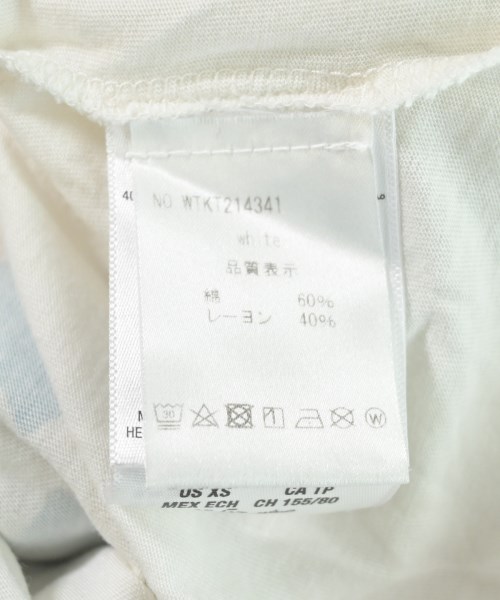 NO WTKT214341
white
品質表示
綿 60%
レーヨン 40%
30 W
US XS CA TP
MEX ECH CH 155/80